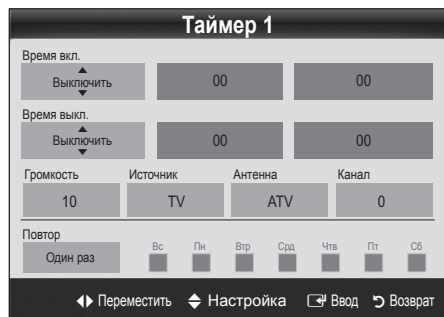 Таймер 1
Время вкл.
Выключить 00 00
Время выкл.
Выключить 00 00
Громкость Источник Антенна Канал
10 TV ATV 0
Повтор
Вс Пн Втр Срд Чтв Пт Сб
Один раз
Переместить Настройка Ввод Возврат